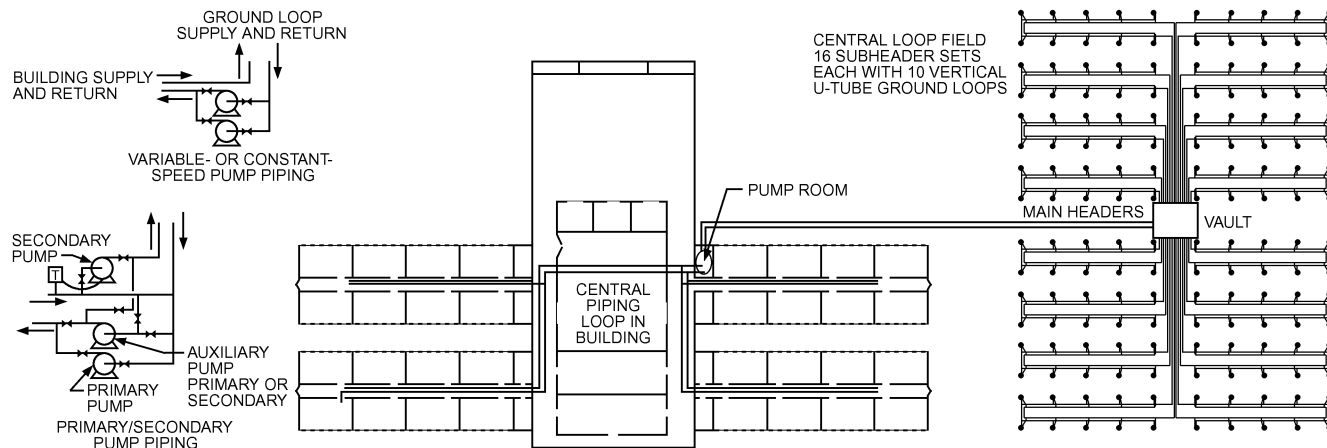 GROUND LOOP
SUPPLY AND RETURN
BUILDING SUPPLY
AND RETURN
VARIABLE- OR CONSTANT-
SPEED PUMP PIPING
SECONDARY
PUMP
T
AUXILIARY
PUMP
PRIMARY OR
SECONDARY
PRIMARY
PUMP
PRIMARY/SECONDARY
PUMP PIPING
CENTRAL
PIPING
LOOP IN
BUILDING
PUMP ROOM
CENTRAL LOOP FIELD
16 SUBHEADER SETS
EACH WITH 10 VERTICAL
U-TUBE GROUND LOOPS
MAIN HEADERS
VAULT